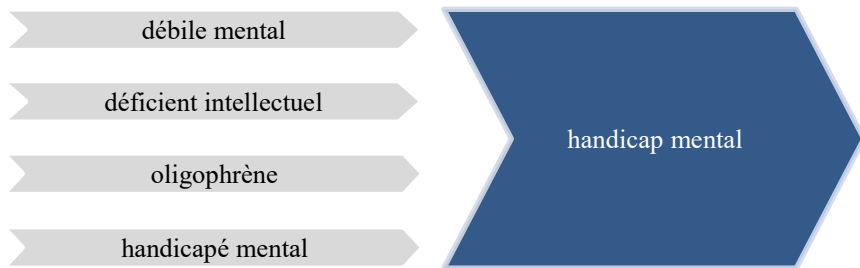 débile mental
déficient intellectuel
oligophrène
handicapé mental
handicap mental